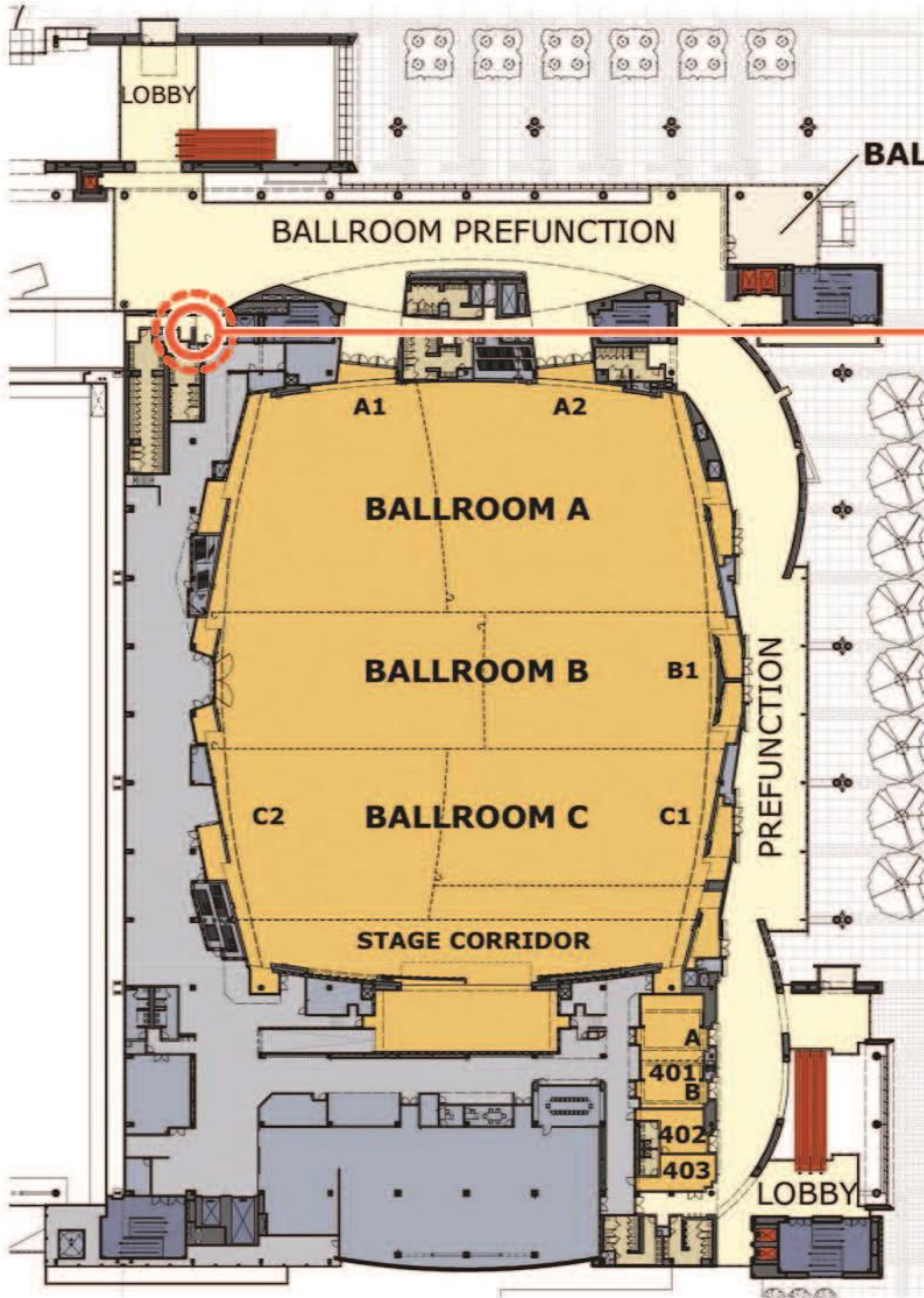 LOBBY
BAL
BALLROOM PREFUNCTION
A1
A2
BALLROOM A
BALLROOM B
B1
PREFUNCTION
C2
BALLROOM C
C1
STAGE CORRIDOR
A
401
B
402
403
LOBBY